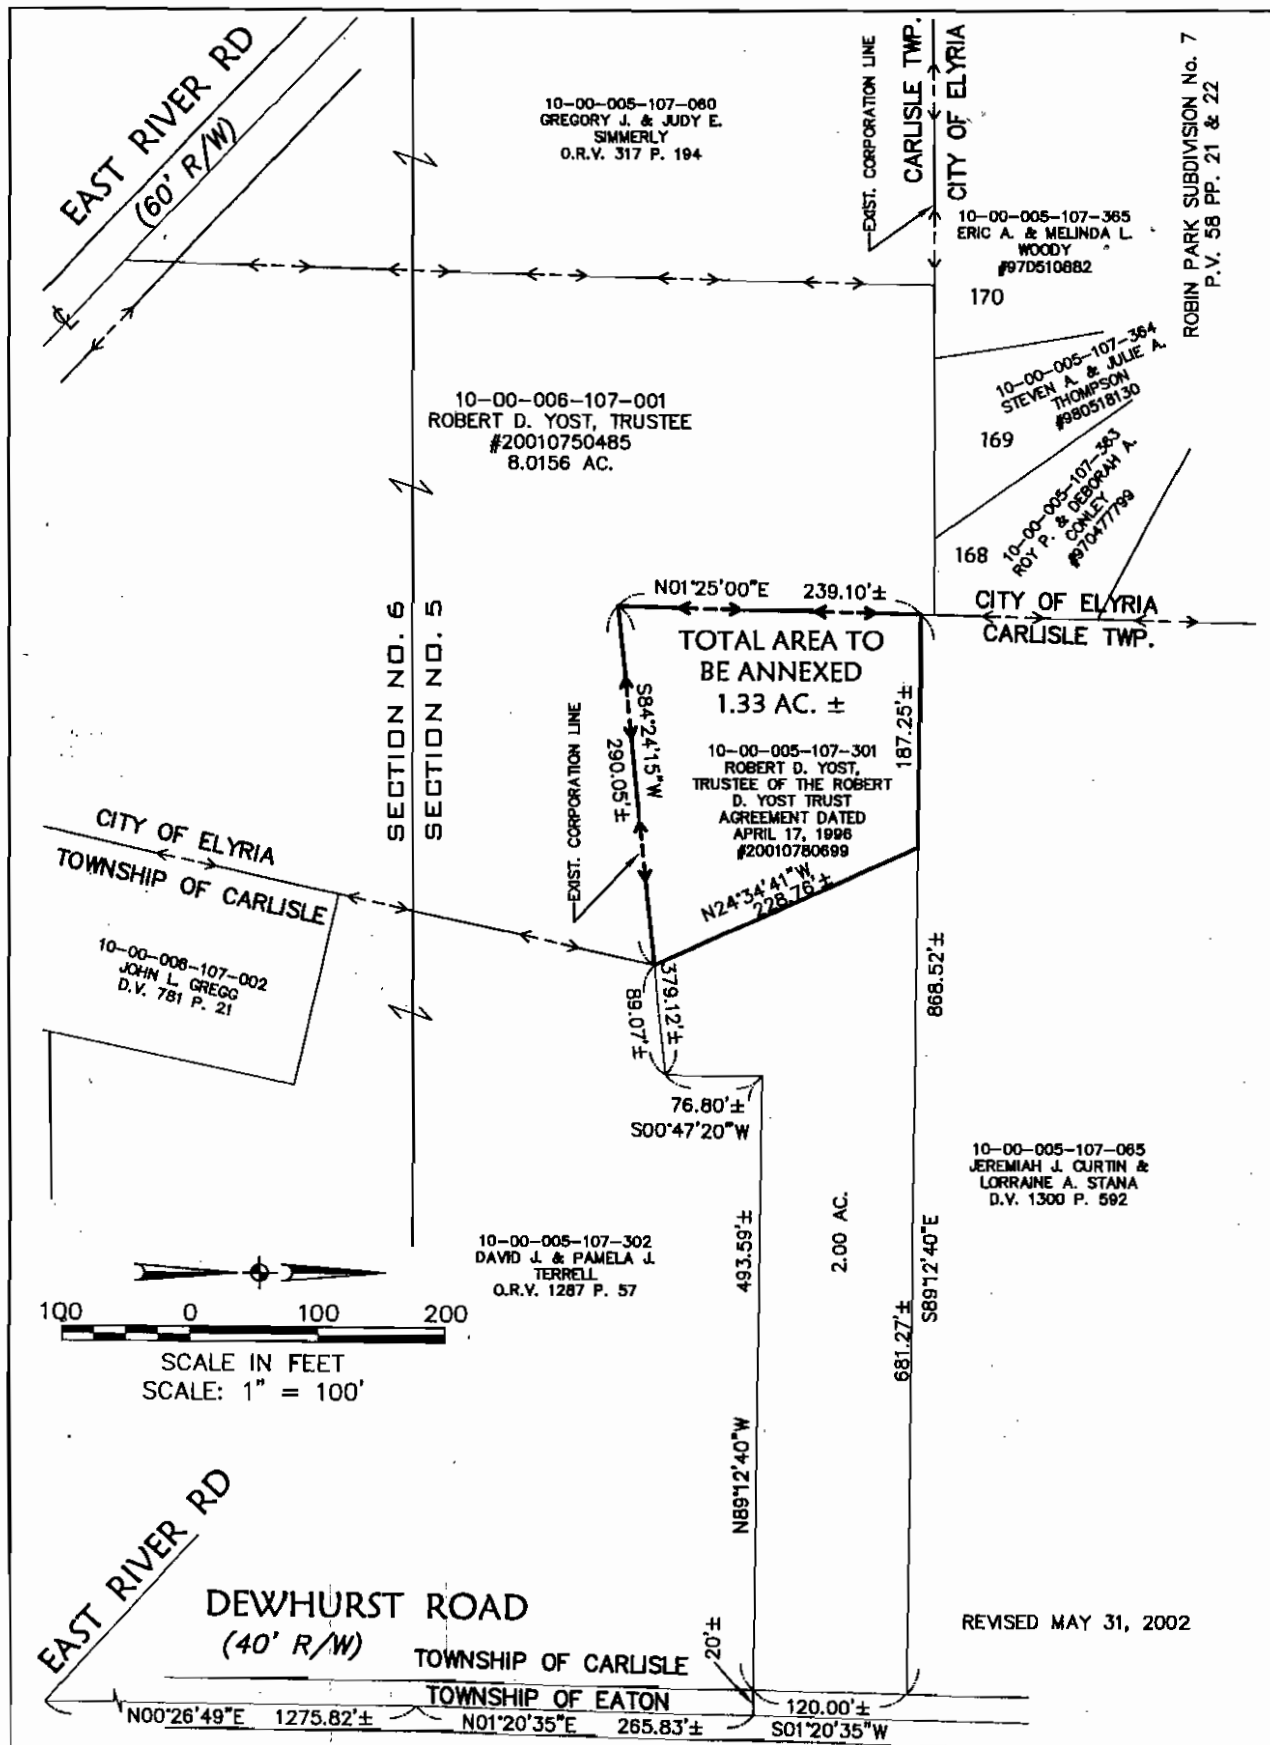 EAST RIVER RD
(60' R/W)
10-00-005-107-060
GREGORY J. & JUDY E.
SIMMERLY
O.R.V. 317 P. 194
EXIST. CORPORATION LINE
CARLISLE TWP.
CITY OF ELYRIA
ROBIN PARK SUBDIVISION No. 7
P.V. 58 PP. 21 & 22
10-00-005-107-365
ERIC A. & MELINDA L.
WOODY
#97D510882
170
10-00-005-107-364
STEVEN A. & JULIE A.
THOMPSON
#980518130
169
10-00-005-107-363
ROY P. & DEBORAH A.
CONLEY
#970477799
168
10-00-006-107-001
ROBERT D. YOST, TRUSTEE
#20010750485
8.0156 AC.
SECTION NO. 6
SECTION NO. 5
N01°25'00"E 239.10'±
CITY OF ELYRIA
CARLISLE TWP.
TOTAL AREA TO
BE ANNEXED
1.33 AC. ±
S84°24'15"W
290.05'±
EXIST. CORPORATION LINE
187.25'±
10-00-005-107-301
ROBERT D. YOST,
TRUSTEE OF THE ROBERT
D. YOST TRUST
AGREEMENT DATED
APRIL 17, 1996
#20010780699
N24°34'41"W
228.76'±
CITY OF ELYRIA
TOWNSHIP OF CARLISLE
10-00-006-107-002
JOHN L. GREGG
D.V. 781 P. 21
379.12'±
89.07'±
868.52'±
76.80'±
S00°47'20"W
10-00-005-107-065
JEREMIAH J. CURTIN &
LORRAINE A. STANA
D.V. 1300 P. 592
2.00 AC.
493.59'±
N89°12'40"W
S89°12'40"E
681.27'±
10-00-005-107-302
DAVID J. & PAMELA J.
TERRELL
O.R.V. 1287 P. 57
100 0 100 200
SCALE IN FEET
SCALE: 1" = 100'
EAST RIVER RD
DEWHURST ROAD
(40' R/W)
TOWNSHIP OF CARLISLE
TOWNSHIP OF EATON
20'±
REVISED MAY 31, 2002
N00°26'49"E 1275.82'±
N01°20'35"E 265.83'±
120.00'±
S01°20'35"W